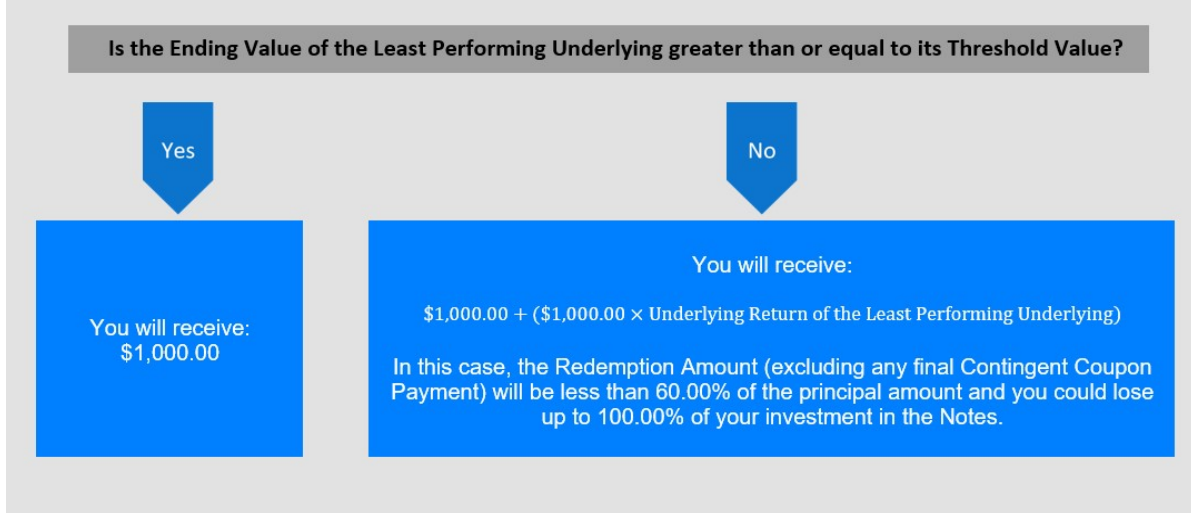 Is the Ending Value of the Least Performing Underlying greater than or equal to its Threshold Value?
Yes
No
You will receive:
$1,000.00
You will receive:
$1,000.00 + ($1,000.00 × Underlying Return of the Least Performing Underlying)
In this case, the Redemption Amount (excluding any final Contingent Coupon
Payment) will be less than 60.00% of the principal amount and you could lose
up to 100.00% of your investment in the Notes.